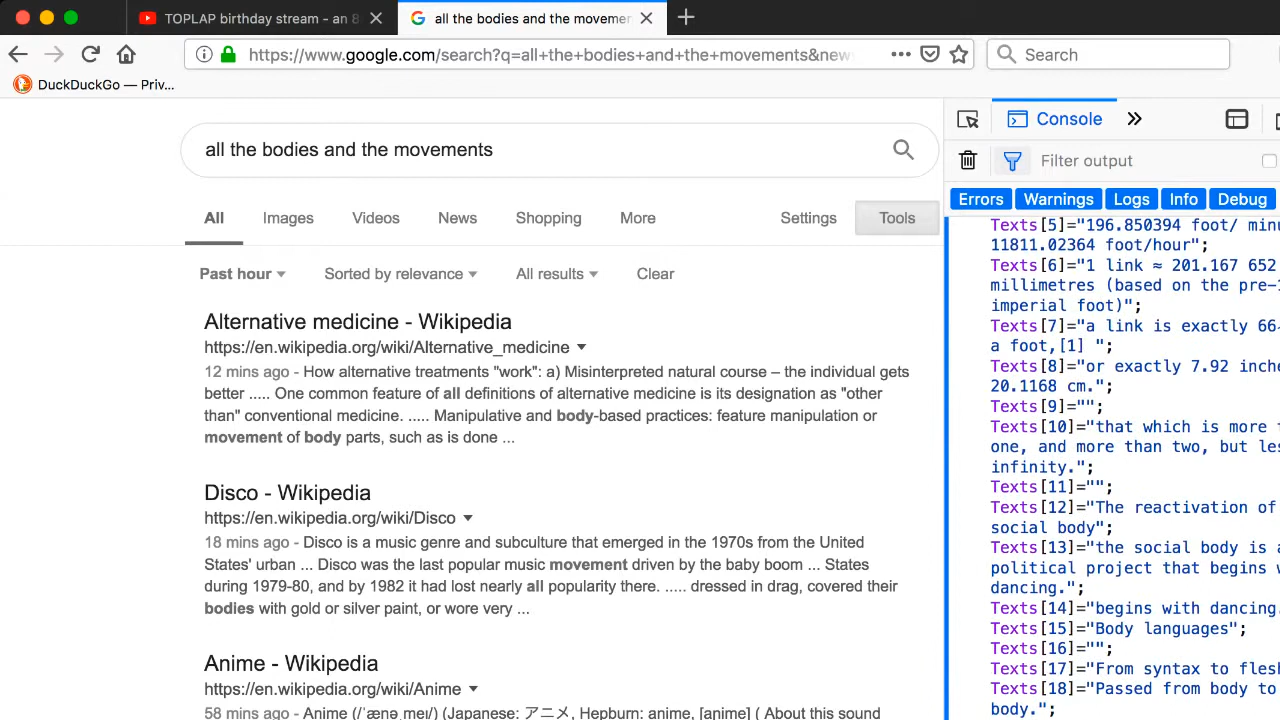 TOPLAP birthday stream - an 8
all the bodies and the movemen
https://www.google.com/search?q=all+the+bodies+and+the+movements&new
Search
DuckDuckGo — Priv...
all the bodies and the movements
All Images Videos News Shopping More Settings Tools
Past hour Sorted by relevance All results Clear
Alternative medicine - Wikipedia
https://en.wikipedia.org/wiki/Alternative_medicine
12 mins ago - How alternative treatments "work": a) Misinterpreted natural course – the individual gets
better ..... One common feature of all definitions of alternative medicine is its designation as "other
than" conventional medicine. ..... Manipulative and body-based practices: feature manipulation or
movement of body parts, such as is done ...
Disco - Wikipedia
https://en.wikipedia.org/wiki/Disco
18 mins ago - Disco is a music genre and subculture that emerged in the 1970s from the United
States' urban ... Disco was the last popular music movement driven by the baby boom ... States
during 1979-80, and by 1982 it had lost nearly all popularity there. ..... dressed in drag, covered their
bodies with gold or silver paint, or wore very ...
Anime - Wikipedia
https://en.wikipedia.org/wiki/Anime
58 mins ago - Anime (/ˈænəˌmeɪ/) (Japanese: アニメ, Hepburn: anime, [anime] ( About this sound
Console
Filter output
Errors Warnings Logs Info Debug
Texts[5]="196.850394 foot/ minu
11811.02364 foot/hour";
Texts[6]="1 link ≈ 201.167 652
millimetres (based on the pre-1
imperial foot)";
Texts[7]="a link is exactly 66
a foot,[1] ";
Texts[8]="or exactly 7.92 inche
20.1168 cm.";
Texts[9]="";
Texts[10]="that which is more t
one, and more than two, but les
infinity.";
Texts[11]="";
Texts[12]="The reactivation of
social body";
Texts[13]="the social body is a
political project that begins w
dancing.";
Texts[14]="begins with dancing.
Texts[15]="Body languages";
Texts[16]="";
Texts[17]="From syntax to flesh
Texts[18]="Passed from body to
body.";